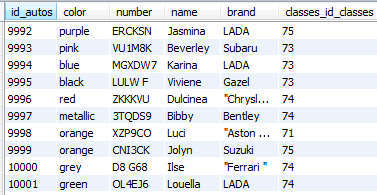 id_autos color number name brand classes_id_classes
9992 purple ERCKSN Jasmina LADA 75
9993 pink VU1M8K Beverley Subaru 73
9994 blue MGXDW7 Karina LADA 73
9995 black LULW F Viviene Gazel 73
9996 red ZKKKVU Dulcinea "Chrysl... 74
9997 metallic 3TQDS9 Bibby Bentley 74
9998 orange XZP9CO Luci "Aston ... 71
9999 orange CNI3CK Jolyn Suzuki 75
10000 grey D8 G68 Ilse "Ferrari " 74
10001 green OL4EJ6 Louella LADA 74